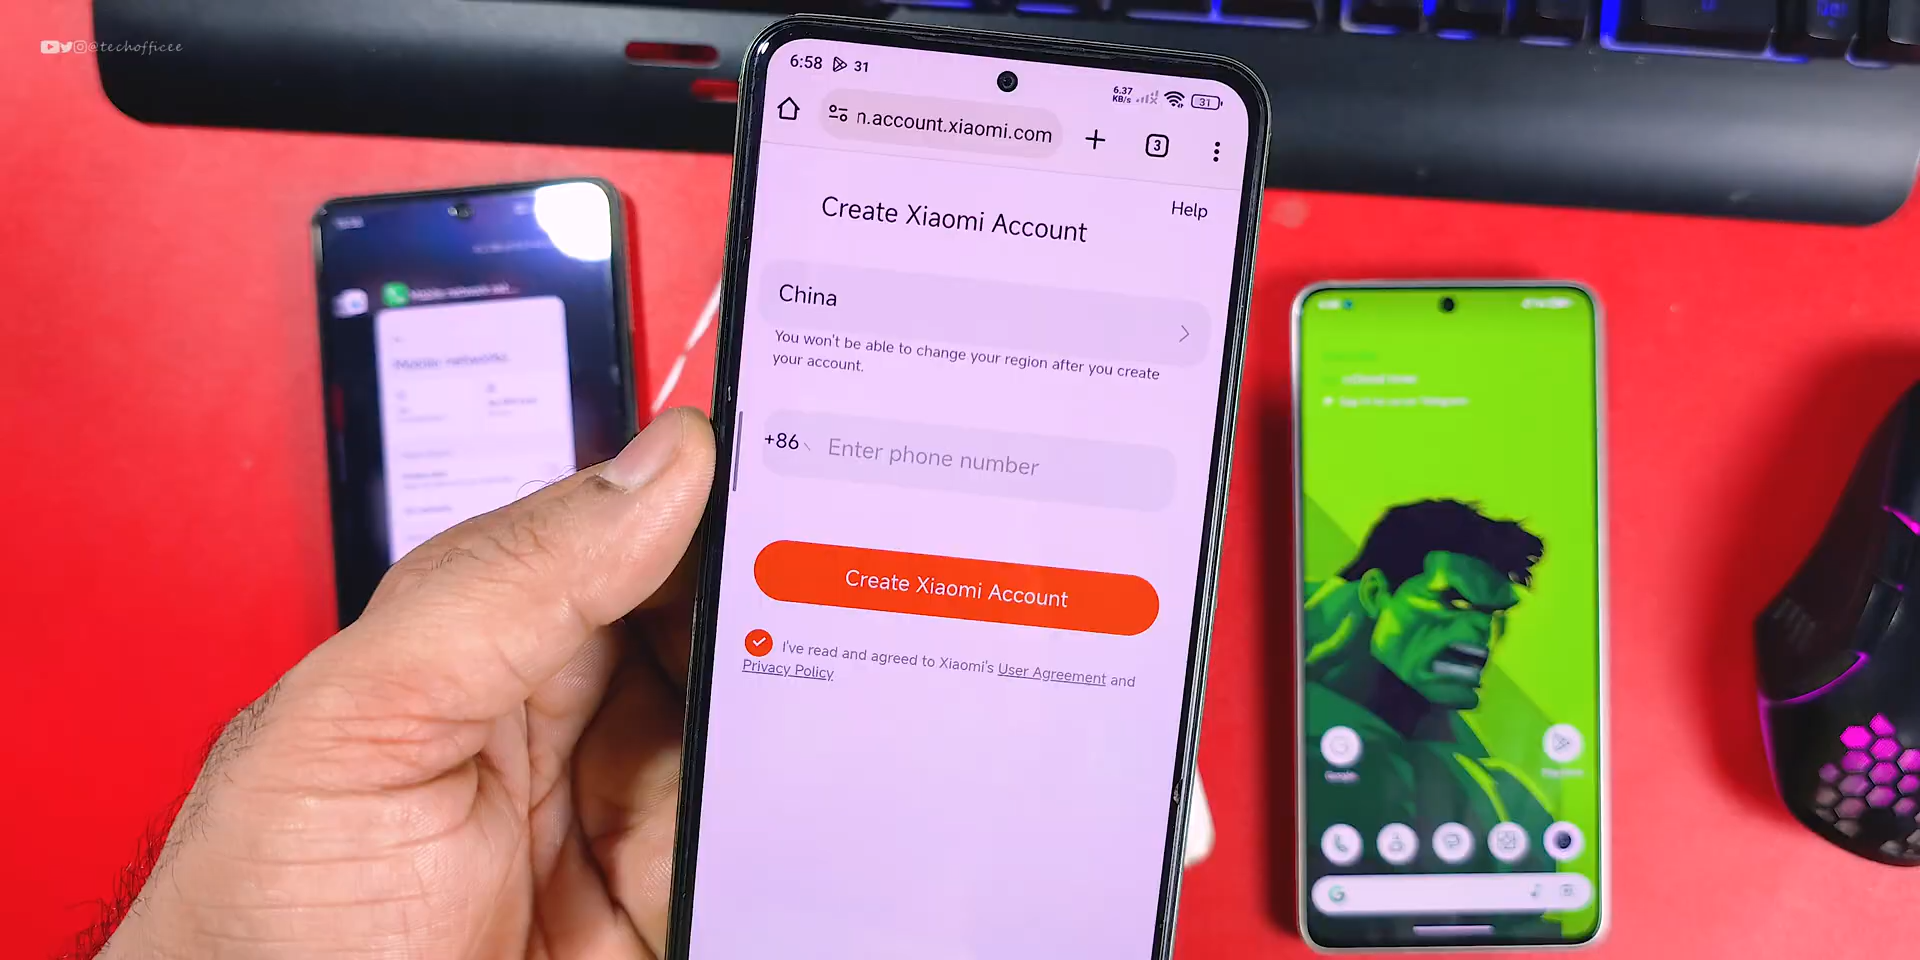 @techofficee
6:58 31
6.37
KB/s
31
n.account.xiaomi.com
3
Help
Create Xiaomi Account
China
You won't be able to change your region after you create
your account.
+86 Enter phone number
Create Xiaomi Account
I've read and agreed to Xiaomi's User Agreement and
Privacy Policy
Mobile networks
G